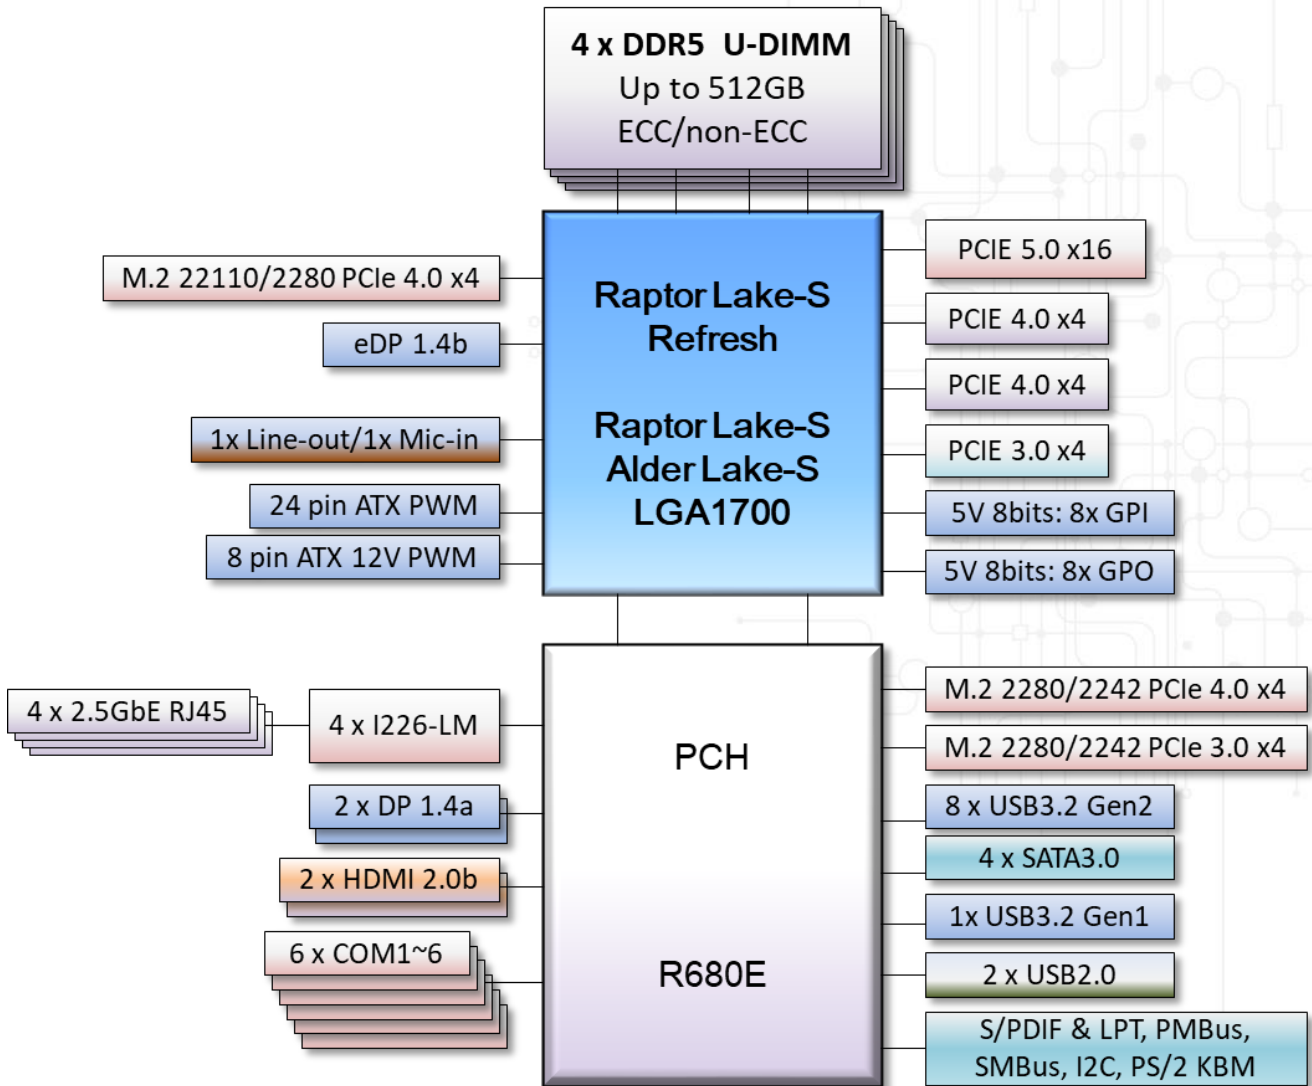 4 x DDR5 U-DIMM
Up to 512GB
ECC/non-ECC
M.2 22110/2280 PCIe 4.0 x4
eDP 1.4b
1x Line-out/1x Mic-in
24 pin ATX PWM
8 pin ATX 12V PWM
Raptor Lake-S
Refresh
Raptor Lake-S
Alder Lake-S
LGA1700
PCIE 5.0 x16
PCIE 4.0 x4
PCIE 4.0 x4
PCIE 3.0 x4
5V 8bits: 8x GPI
5V 8bits: 8x GPO
4 x 2.5GbE RJ45
4 x I226-LM
2 x DP 1.4a
2 x HDMI 2.0b
6 x COM1~6
PCH
R680E
M.2 2280/2242 PCIe 4.0 x4
M.2 2280/2242 PCIe 3.0 x4
8 x USB3.2 Gen2
4 x SATA3.0
1x USB3.2 Gen1
2 x USB2.0
S/PDIF & LPT, PMBus,
SMBus, I2C, PS/2 KBM